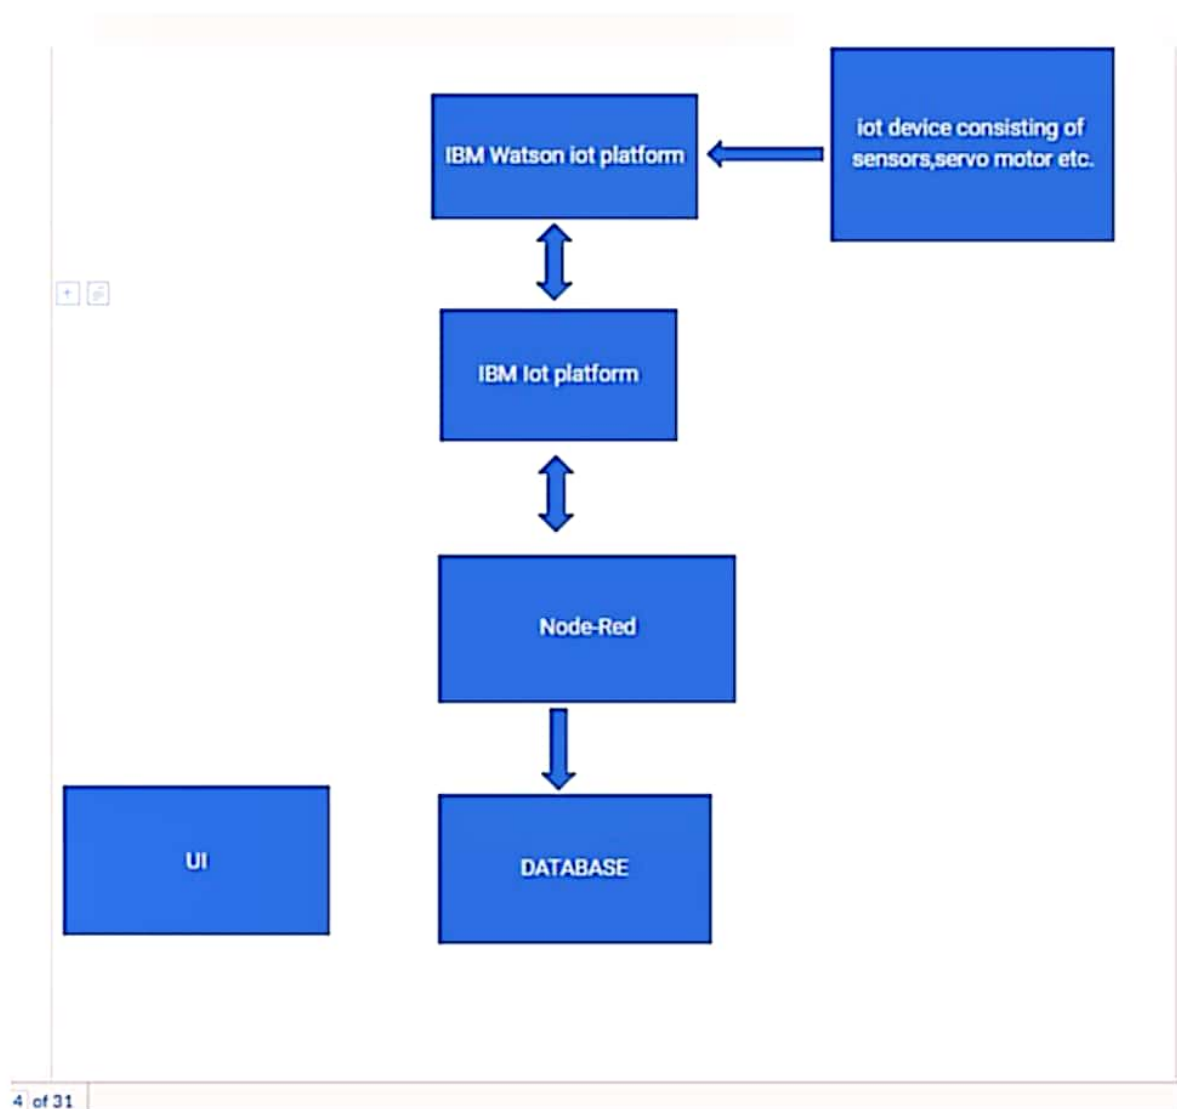 IBM Watson iot platform
iot device consisting of
sensors,servo motor etc.
IBM Iot platform
Node-Red
UI
DATABASE
4 of 31